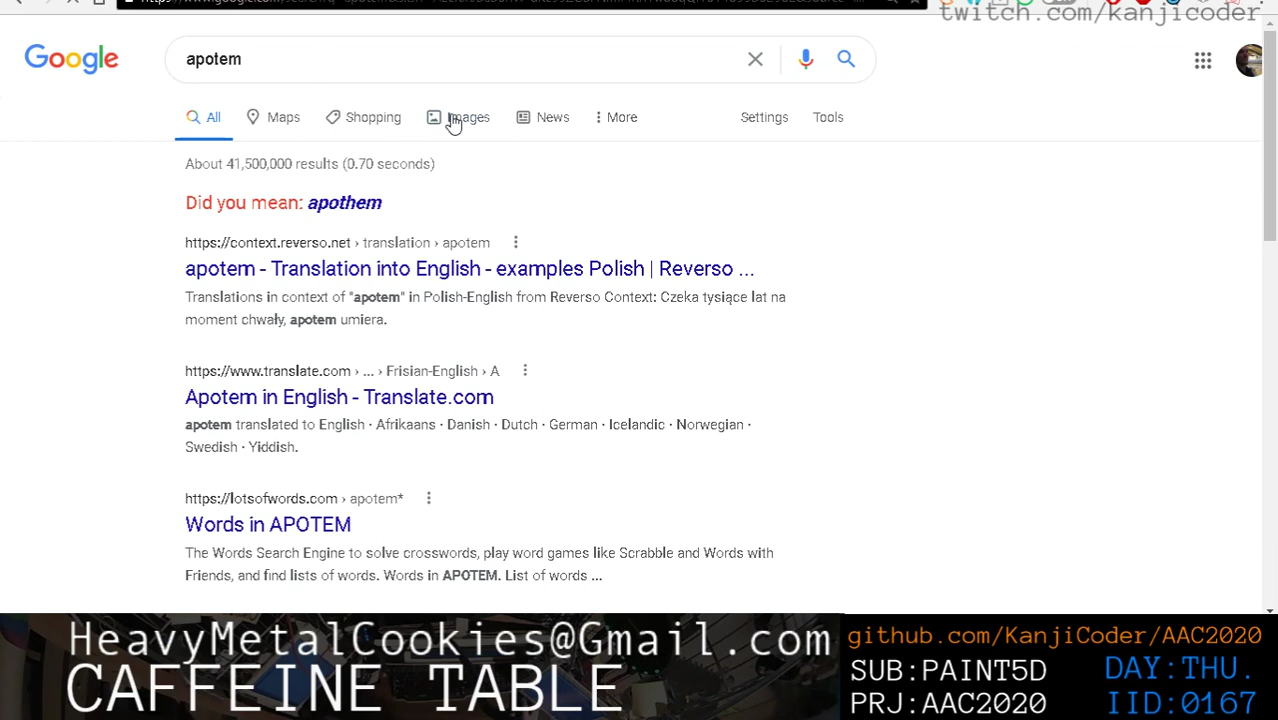 twitch.com/kanjicoder
Google
apotem
All Maps Shopping Images News More Settings Tools
About 41,500,000 results (0.70 seconds)
Did you mean: apothem
https://context.reverso.net › translation › apotem
apotem - Translation into English - examples Polish | Reverso ...
Translations in context of "apotem" in Polish-English from Reverso Context: Czeka tysiące lat na
moment chwały, apotem umiera.
https://www.translate.com › ... › Frisian-English › A
Apotem in English - Translate.com
apotem translated to English · Afrikaans · Danish · Dutch · German · Icelandic · Norwegian ·
Swedish · Yiddish.
https://lotsofwords.com › apotem*
Words in APOTEM
The Words Search Engine to solve crosswords, play word games like Scrabble and Words with
Friends, and find lists of words. Words in APOTEM. List of words ...
HeavyMetalCookies@Gmail.com
CAFFEINE TABLE
github.com/KanjiCoder/AAC2020
SUB:PAINT5D DAY:THU.
PRJ:AAC2020 IID:0167